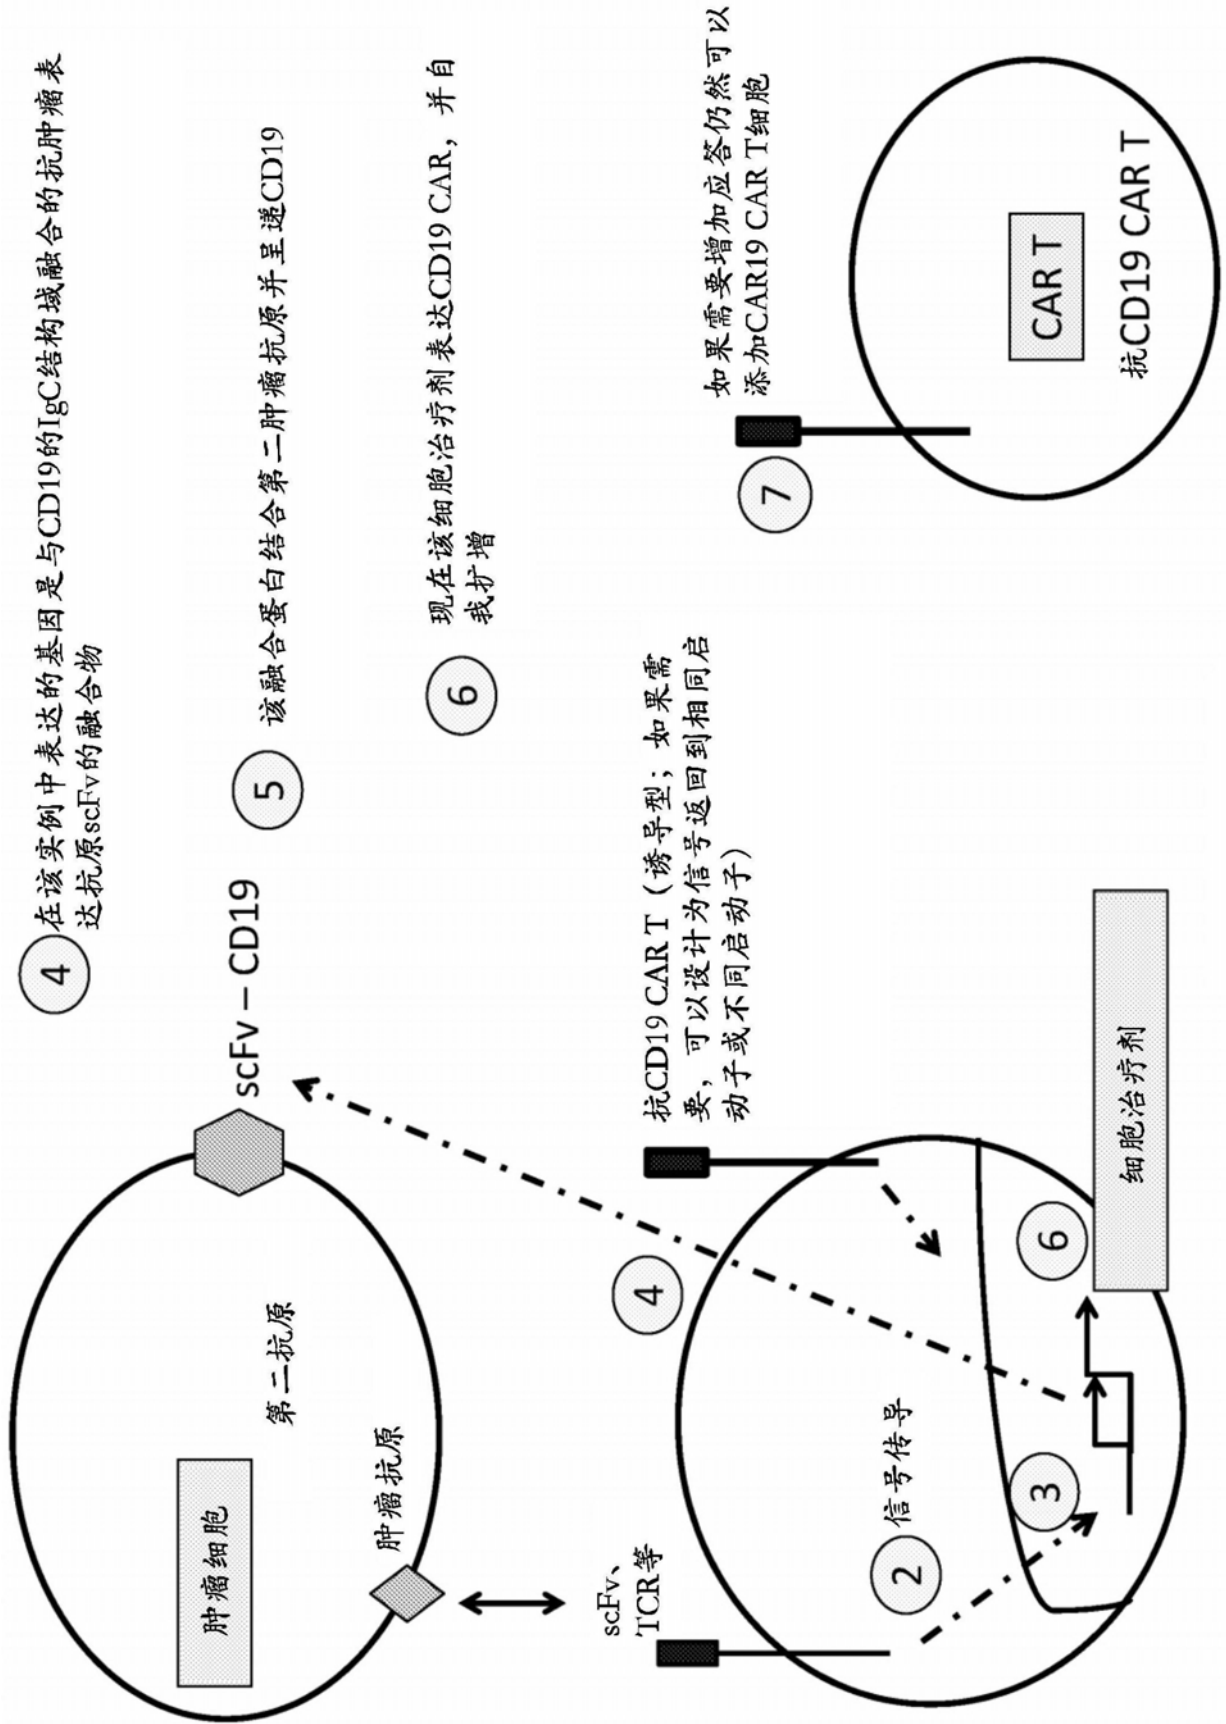 4
在该实例中表达的基因是与CD19的IgC结构域融合的抗肿瘤表
达抗原scFv的融合物
scFv – CD19
5
该融合蛋白结合第二肿瘤抗原并呈递CD19
6
现在该细胞治疗剂表达CD19 CAR，并自
我扩增
肿瘤细胞
第二抗原
肿瘤抗原
scFv、
TCR等
4
抗CD19 CAR T（诱导型；如果需
要，可以设计为信号返回到相同启
动子或不同启动子）
2
信号传导
3
6
细胞治疗剂
7
如果需要增加应答仍然可以
添加CAR19 CAR T细胞
CAR T
抗CD19 CAR T